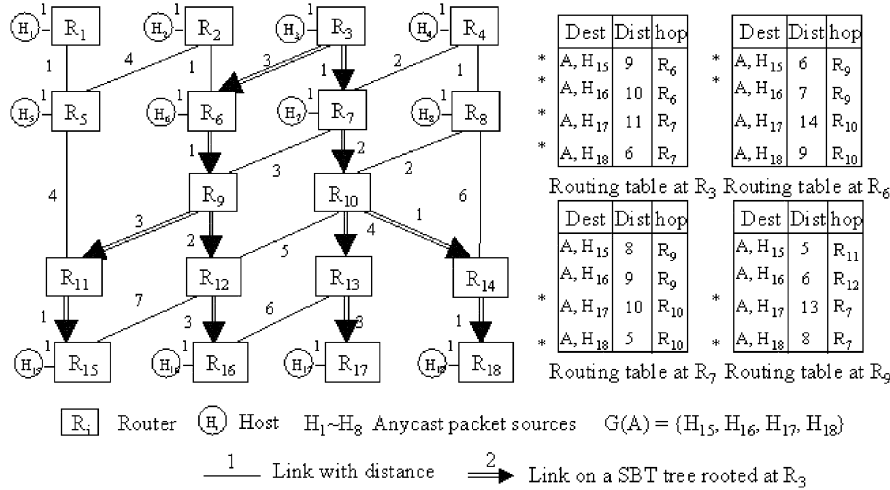 H₁ 1 R₁ H₂ 1 R₂ H₃ 1 R₃ H₄ 1 R₄
1 4 1 3 1 2 1
H₅ 1 R₅ H₆ 1 R₆ H₇ 1 R₇ H₈ 1 R₈
4 1 3 2 2 6
R₉ R₁₀
3 2 5 4 1
R₁₁ R₁₂ R₁₃ R₁₄
1 7 3 6 3 1
H₁₅ 1 R₁₅ H₁₆ 1 R₁₆ H₁₇ 1 R₁₇ H₁₈ 1 R₁₈
Dest Dist hop
* A, H₁₅ 9 R₆
* A, H₁₆ 10 R₆
* A, H₁₇ 11 R₇
* A, H₁₈ 6 R₇
Routing table at R₃
Dest Dist hop
* A, H₁₅ 6 R₉
* A, H₁₆ 7 R₉
A, H₁₇ 14 R₁₀
A, H₁₈ 9 R₁₀
Routing table at R₆
Dest Dist hop
A, H₁₅ 8 R₉
A, H₁₆ 9 R₉
* A, H₁₇ 10 R₁₀
* A, H₁₈ 5 R₁₀
Routing table at R₇
Dest Dist hop
A, H₁₅ 5 R₁₁
A, H₁₆ 6 R₁₂
* A, H₁₇ 13 R₇
* A, H₁₈ 8 R₇
Routing table at R₉
Rᵢ Router Hᵢ Host H₁~H₈ Anycast packet sources G(A) = {H₁₅, H₁₆, H₁₇, H₁₈}
1 Link with distance 2 Link on a SBT tree rooted at R₃